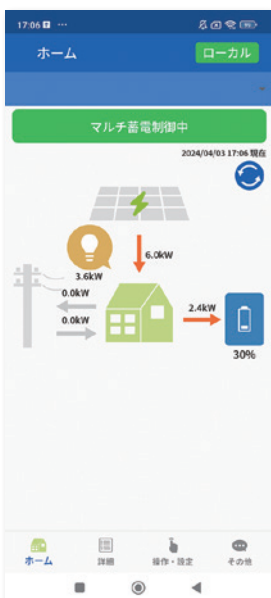 17:06
ホーム
ローカル
マルチ蓄電制御中
2024/04/03 17:06 現在
6.0kW
3.6kW
0.0kW
0.0kW
2.4kW
30%
ホーム
詳細
操作・設定
その他